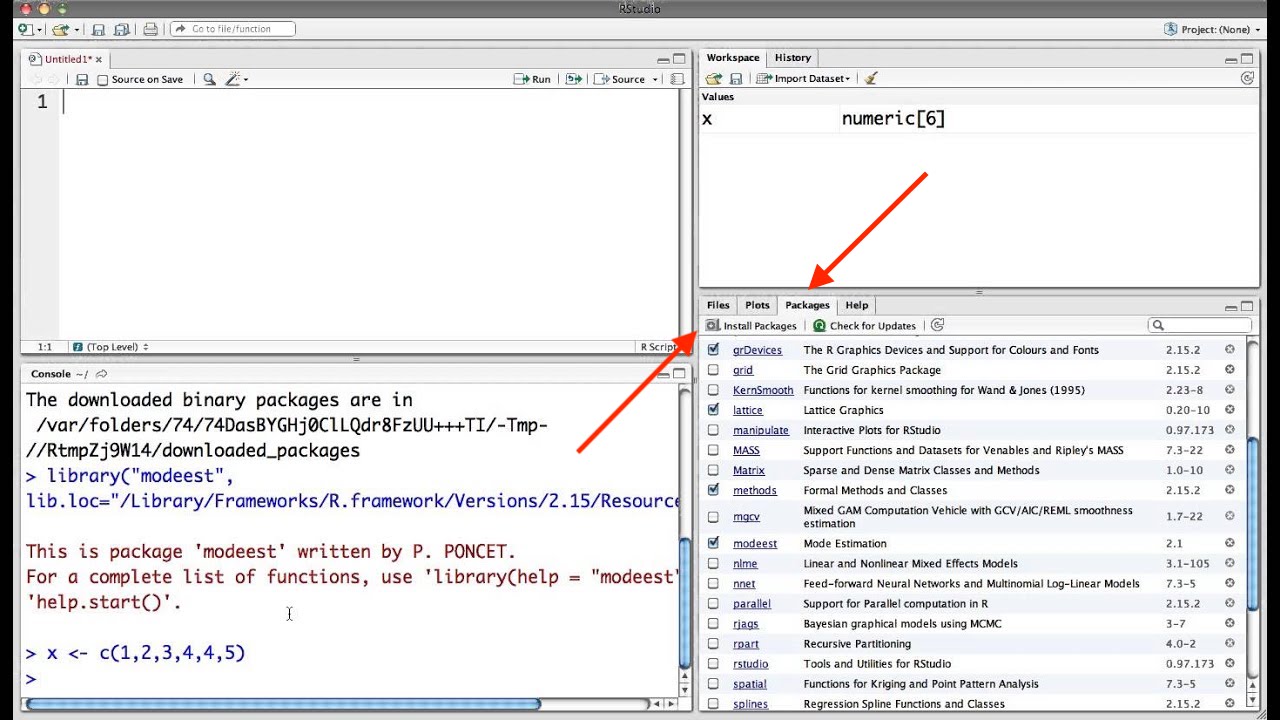 RStudio
Go to file/function
Project: (None)
Untitled1*
Source on Save
Run
Source
1
1:1
(Top Level)
R Script
Console ~/
The downloaded binary packages are in
/var/folders/74/74DasBYGHj0ClLQdr8FzUU+++TI/-Tmp-
//RtmpZj9W14/downloaded_packages
> library("modeest",
lib.loc="/Library/Frameworks/R.framework/Versions/2.15/Resource
This is package 'modeest' written by P. PONCET.
For a complete list of functions, use 'library(help = "modeest"
'help.start()'.
> x <- c(1,2,3,4,4,5)
>
Workspace History
Import Dataset
Values
x numeric[6]
Files Plots Packages Help
Install Packages Check for Updates
grDevices The R Graphics Devices and Support for Colours and Fonts 2.15.2
grid The Grid Graphics Package 2.15.2
KernSmooth Functions for kernel smoothing for Wand & Jones (1995) 2.23-8
lattice Lattice Graphics 0.20-10
manipulate Interactive Plots for RStudio 0.97.173
MASS Support Functions and Datasets for Venables and Ripley's MASS 7.3-22
Matrix Sparse and Dense Matrix Classes and Methods 1.0-10
methods Formal Methods and Classes 2.15.2
mgcv Mixed GAM Computation Vehicle with GCV/AIC/REML smoothness 1.7-22
estimation
modeest Mode Estimation 2.1
nlme Linear and Nonlinear Mixed Effects Models 3.1-105
nnet Feed-forward Neural Networks and Multinomial Log-Linear Models 7.3-5
parallel Support for Parallel computation in R 2.15.2
rjags Bayesian graphical models using MCMC 3-7
rpart Recursive Partitioning 4.0-2
rstudio Tools and Utilities for RStudio 0.97.173
spatial Functions for Kriging and Point Pattern Analysis 7.3-5
splines Regression Spline Functions and Classes 2.15.2